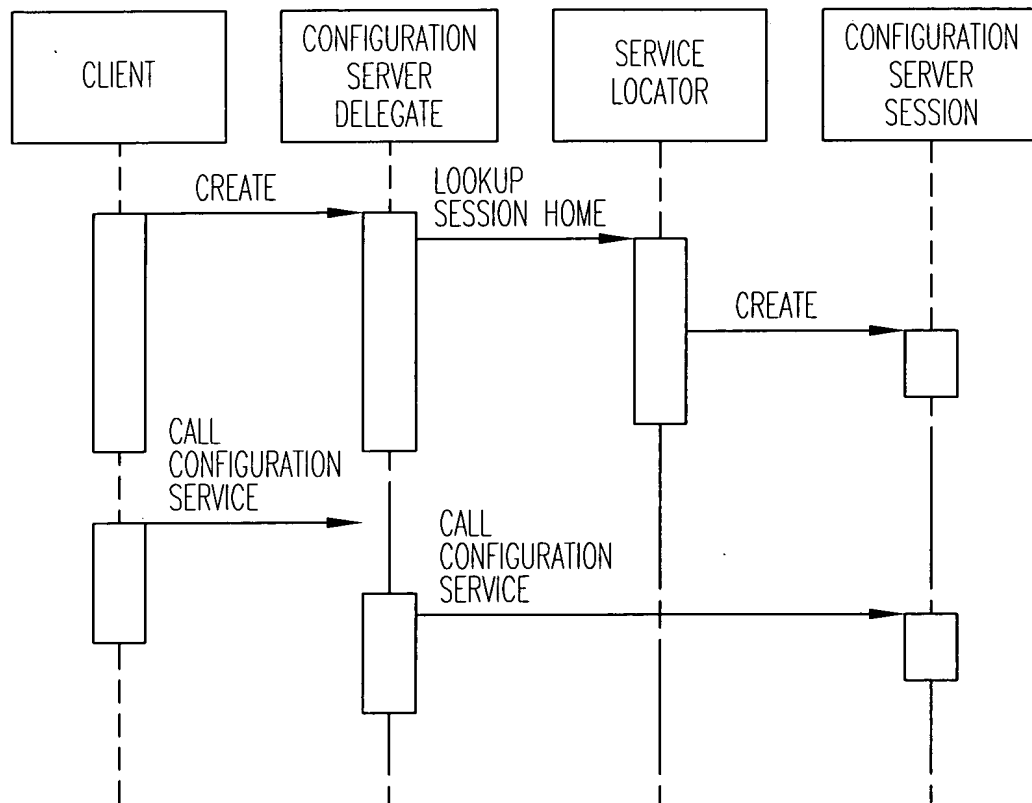 CLIENT
CONFIGURATION
SERVER
DELEGATE
SERVICE
LOCATOR
CONFIGURATION
SERVER
SESSION
CREATE
LOOKUP
SESSION HOME
CREATE
CALL
CONFIGURATION
SERVICE
CALL
CONFIGURATION
SERVICE